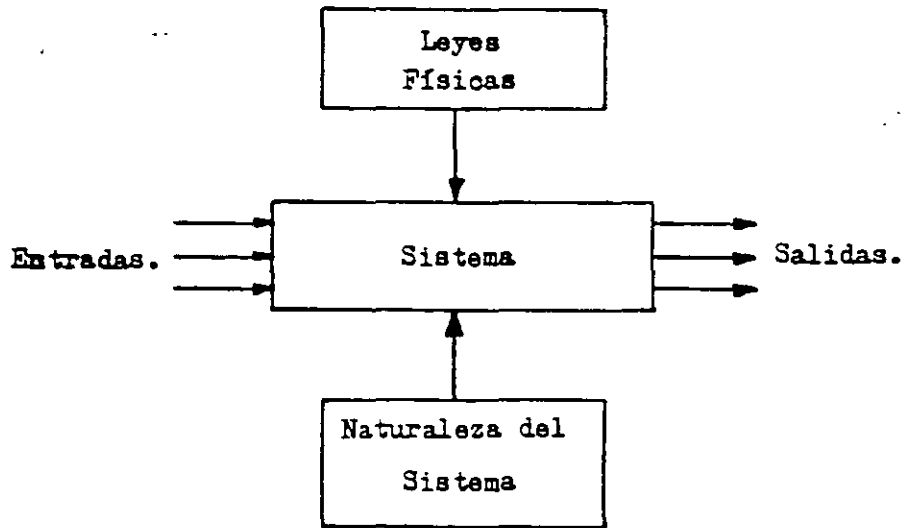 Leyes
Físicas
Entradas.
Sistema
Salidas.
Naturaleza del
Sistema